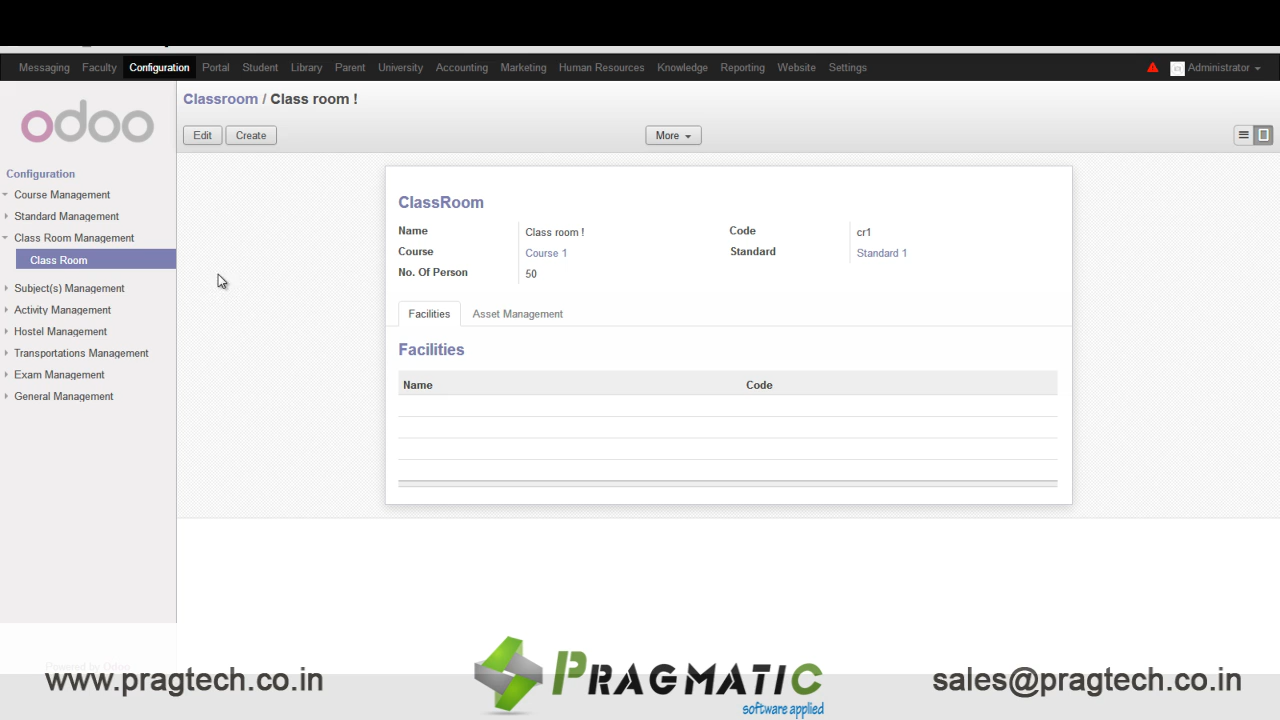 Messaging Faculty Configuration Portal Student Library Parent University Accounting Marketing Human Resources Knowledge Reporting Website Settings Administrator
odoo
Classroom / Class room !
Edit Create More
Configuration
Course Management
Standard Management
Class Room Management
Class Room
Subject(s) Management
Activity Management
Hostel Management
Transportations Management
Exam Management
General Management
ClassRoom
Name Class room ! Code cr1
Course Course 1 Standard Standard 1
No. Of Person 50
Facilities Asset Management
Facilities
Name Code
Powered by Odoo
www.pragtech.co.in PRAGMATIC sales@pragtech.co.in
software applied